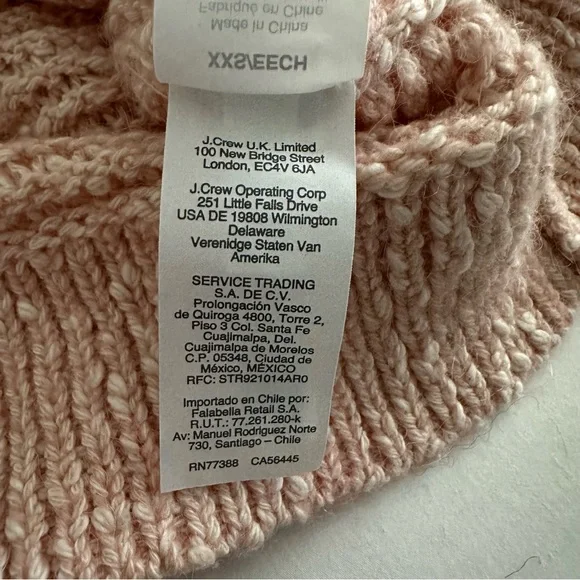 Fabriqué en Chine
Made in China
XXS/EECH
J.Crew U.K. Limited
100 New Bridge Street
London, EC4V 6JA
J.Crew Operating Corp
251 Little Falls Drive
USA DE 19808 Wilmington
Delaware
Verenidge Staten Van
Amerika
SERVICE TRADING
S.A. DE C.V.
Prolongación Vasco
de Quiroga 4800, Torre 2,
Piso 3 Col. Santa Fe
Cuajimalpa, Del.
Cuajimalpa de Morelos
C.P. 05348, Ciudad de
México, MÉXICO
RFC: STR921014AR0
Importado en Chile por:
Falabella Retail S.A.
R.U.T.: 77.261.280-k
Av: Manuel Rodriguez Norte
730, Santiago – Chile
RN77388 CA56445